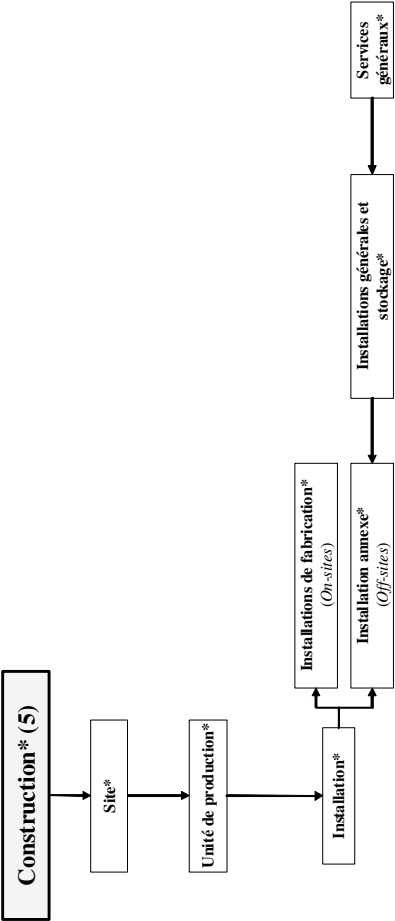 Construction* (5)
Site*
Unité de production*
Installation*
Installations de fabrication*
(On-sites)
Installation annexe*
(Off-sites)
Installations générales et
stockage*
Services
généraux*